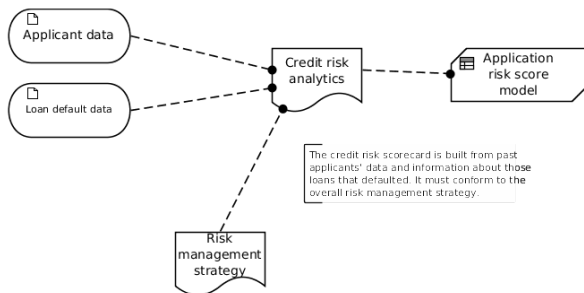 Applicant data
Loan default data
Credit risk
analytics
Application
risk score
model
The credit risk scorecard is built from past
applicants' data and information about those
loans that defaulted. It must conform to the
overall risk management strategy.
Risk
management
strategy